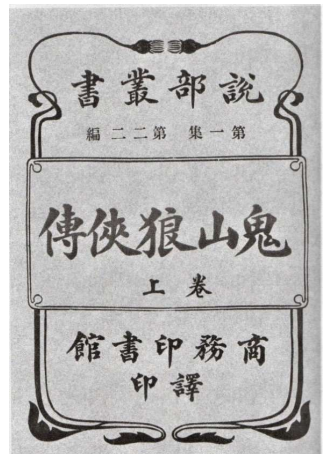 說部叢書
第一集 第二二編
鬼山狼俠傳
卷上
商務印書館
譯印